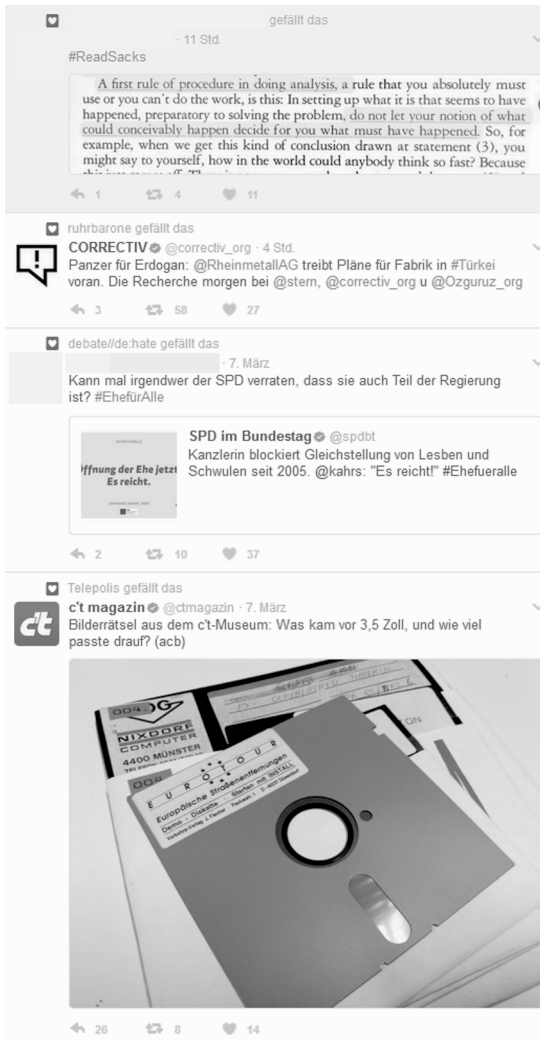 gefällt das
· 11 Std.
#ReadSacks
A first rule of procedure in doing analysis, a rule that you absolutely must
use or you can't do the work, is this: In setting up what it is that seems to have
happened, preparatory to solving the problem, do not let your notion of what
could conceivably happen decide for you what must have happened. So, for
example, when we get this kind of conclusion drawn at statement (3), you
might say to yourself, how in the world could anybody think so fast? Because
1 4 11
ruhrbarone gefällt das
CORRECTIV @correctiv_org · 4 Std.
Panzer für Erdogan: @RheinmetallAG treibt Pläne für Fabrik in #Türkei
voran. Die Recherche morgen bei @stern, @correctiv_org u @Ozguruz_org
3 58 27
debate//de:hate gefällt das
· 7. März
Kann mal irgendwer der SPD verraten, dass sie auch Teil der Regierung
ist? #EhefürAlle
SPD im Bundestag @spdbt
Kanzlerin blockiert Gleichstellung von Lesben und
Schwulen seit 2005. @kahrs: "Es reicht!" #Ehefueralle
ffnung der Ehe jetzt
Es reicht.
2 10 37
Telepolis gefällt das
c't
c't magazin @ctmagazin · 7. März
Bilderrätsel aus dem c't-Museum: Was kam vor 3,5 Zoll, und wie viel
passte drauf? (acb)
004.
NIXDORF
COMPUTER
4400 MÜNSTER
ON
004
EUROTOUR
Europäische Straßenentfernungen
Demo - Diskette - Starten mit INSTALL
26 8 14